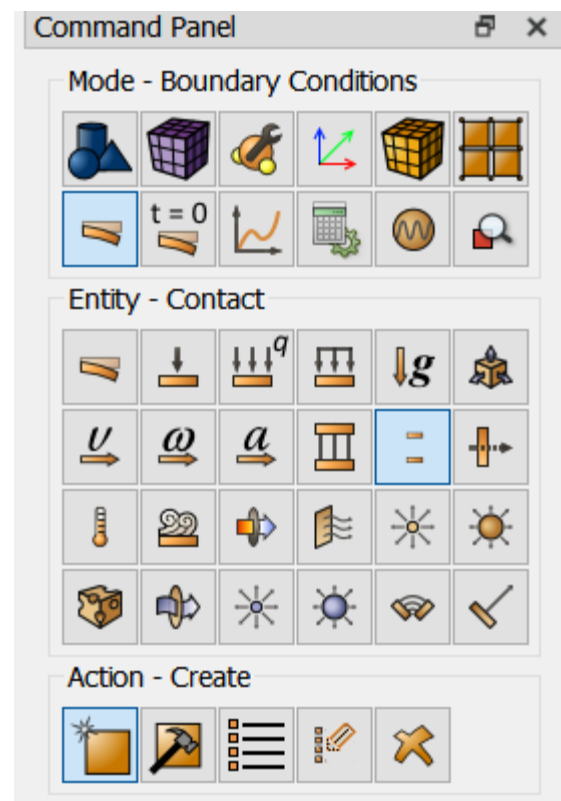 Command Panel
Mode - Boundary Conditions
t = 0
Entity - Contact
q
g
υ ω a
Action - Create